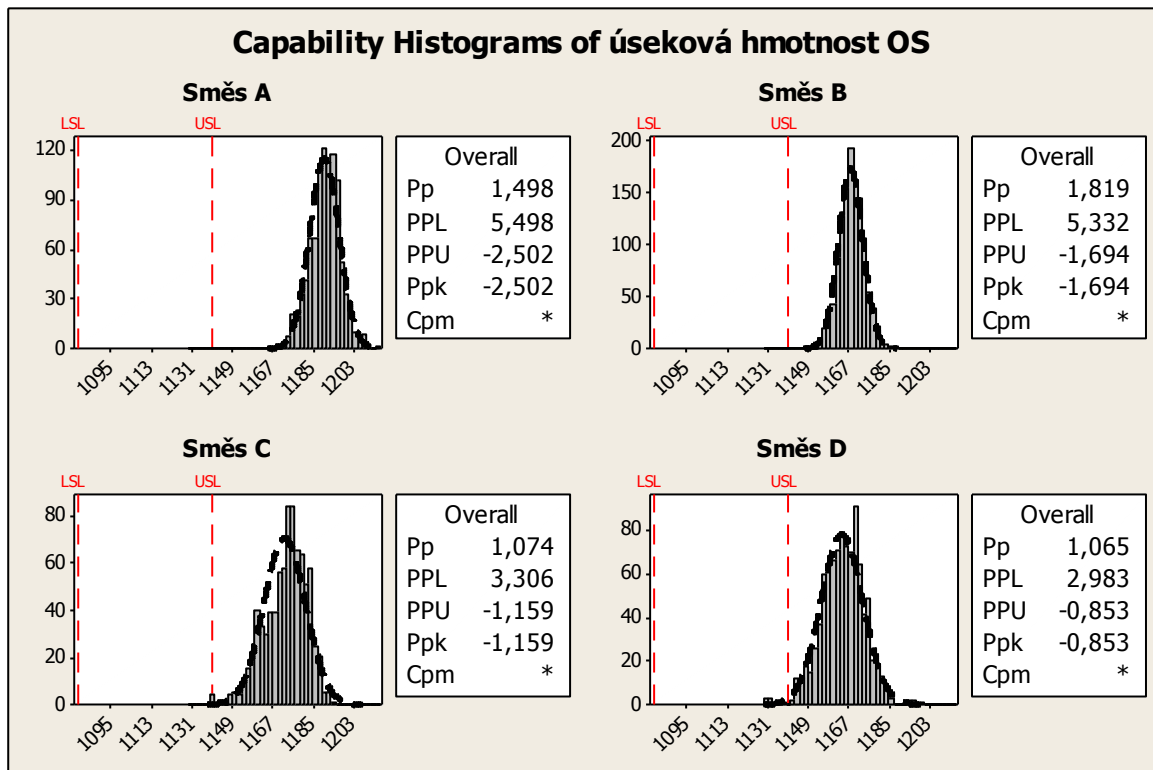 Capability Histograms of úseková hmotnost OS
Směs A
LSL USL
120
90
60
30
0
1095 1113 1131 1149 1167 1185 1203
Overall
Pp 1,498
PPL 5,498
PPU -2,502
Ppk -2,502
Cpm *
Směs B
LSL USL
200
150
100
50
0
1095 1113 1131 1149 1167 1185 1203
Overall
Pp 1,819
PPL 5,332
PPU -1,694
Ppk -1,694
Cpm *
Směs C
LSL USL
80
60
40
20
0
1095 1113 1131 1149 1167 1185 1203
Overall
Pp 1,074
PPL 3,306
PPU -1,159
Ppk -1,159
Cpm *
Směs D
LSL USL
80
60
40
20
0
1095 1113 1131 1149 1167 1185 1203
Overall
Pp 1,065
PPL 2,983
PPU -0,853
Ppk -0,853
Cpm *